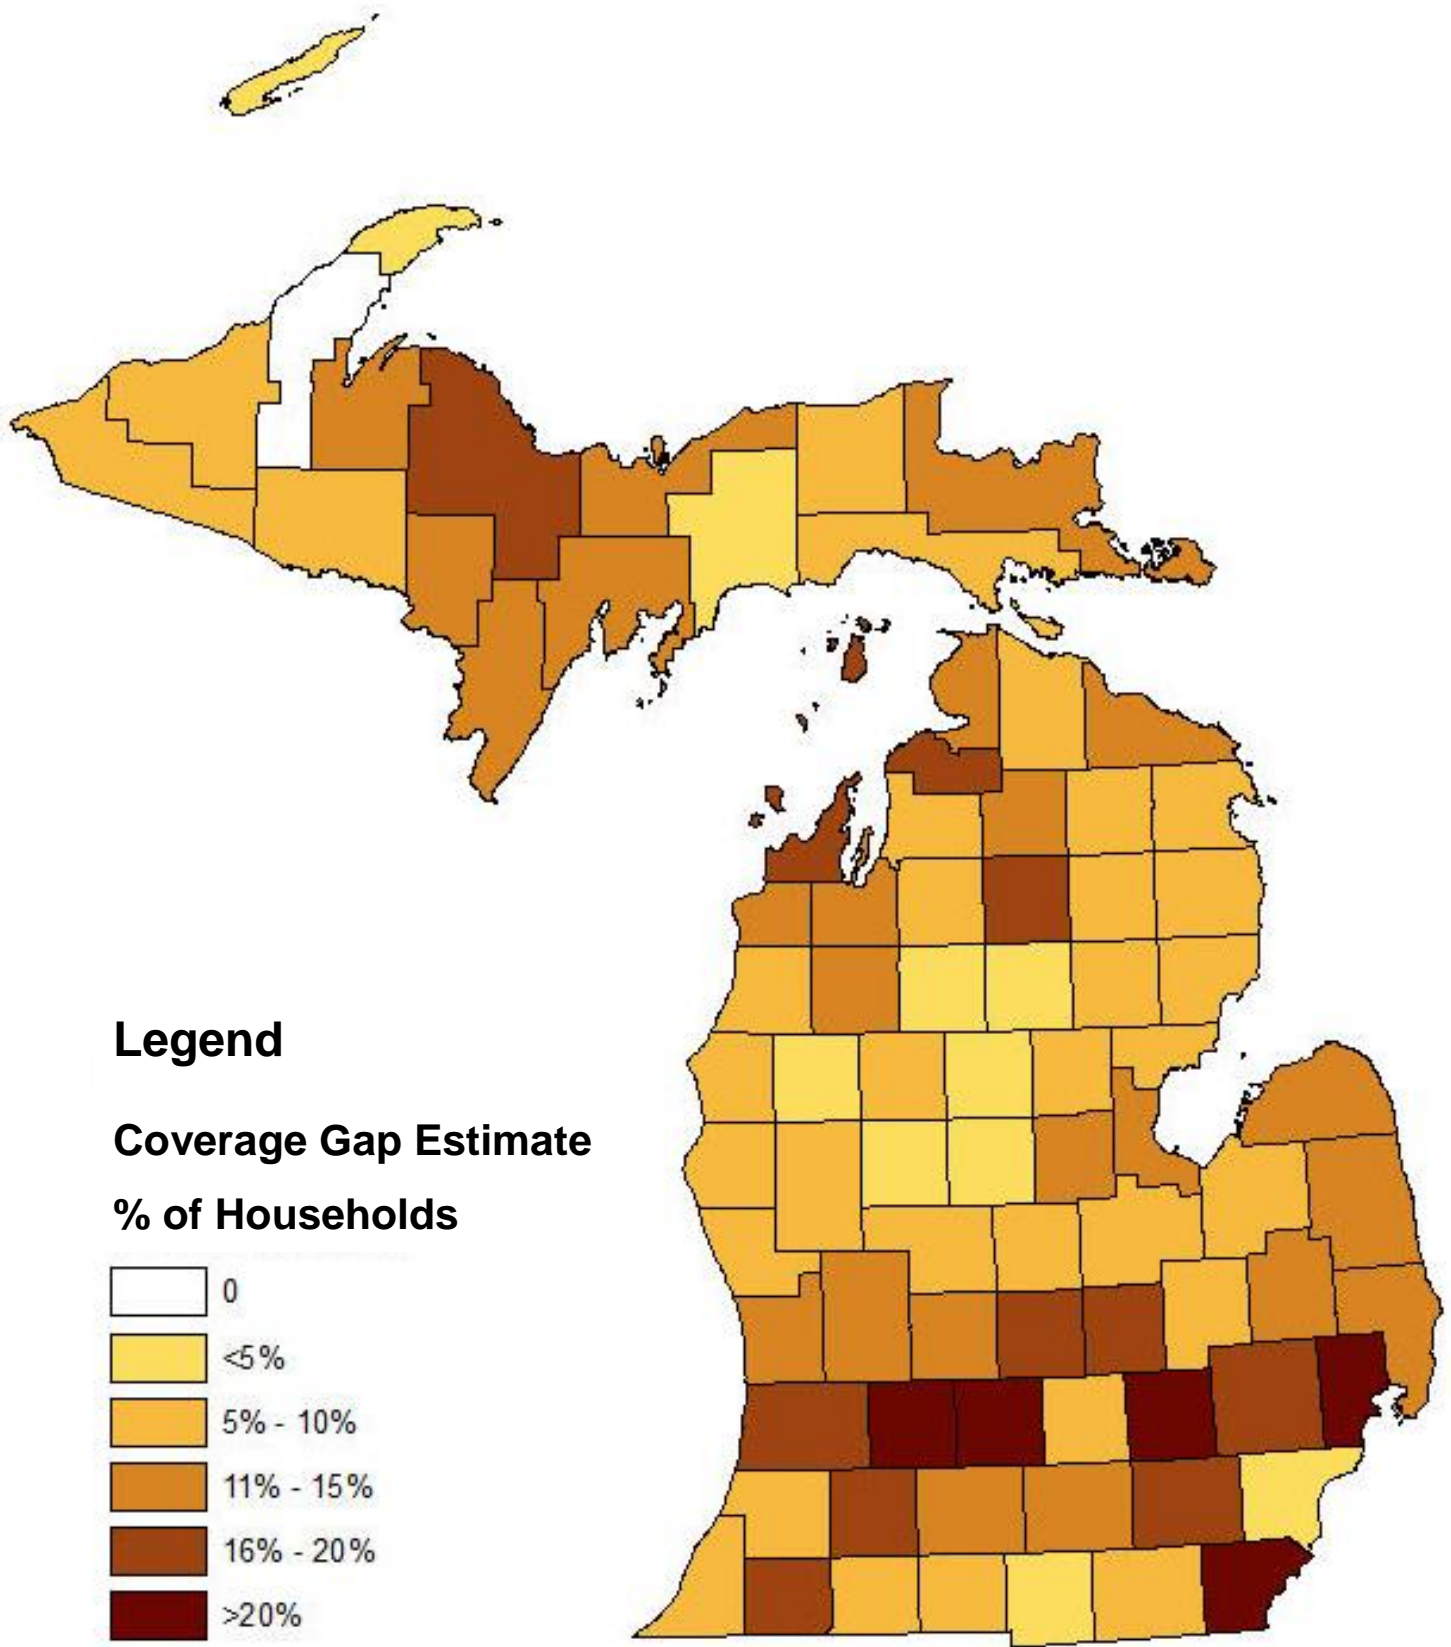 Legend
Coverage Gap Estimate
% of Households
0
<5%
5% - 10%
11% - 15%
16% - 20%
>20%